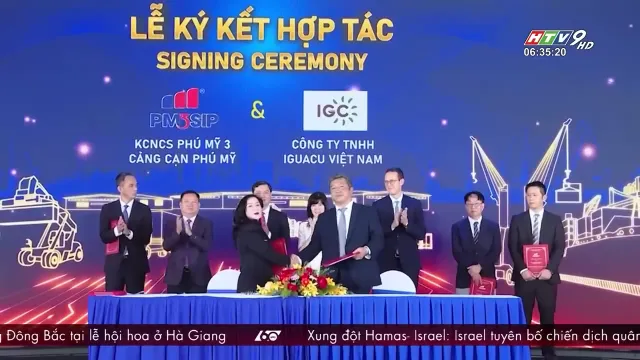 LỄ KÝ KẾT HỢP TÁC
SIGNING CEREMONY
HTV9 HD
06:35:20
PM3SIP
&
IGC
KCNCS PHÚ MỸ 3
CẢNG CẠN PHÚ MỸ
CÔNG TY TNHH
IGUACU VIỆT NAM
g Đông Bắc tại lễ hội hoa ở Hà Giang
60
Xung đột Hamas- Israel: Israel tuyên bố chiến dịch quân